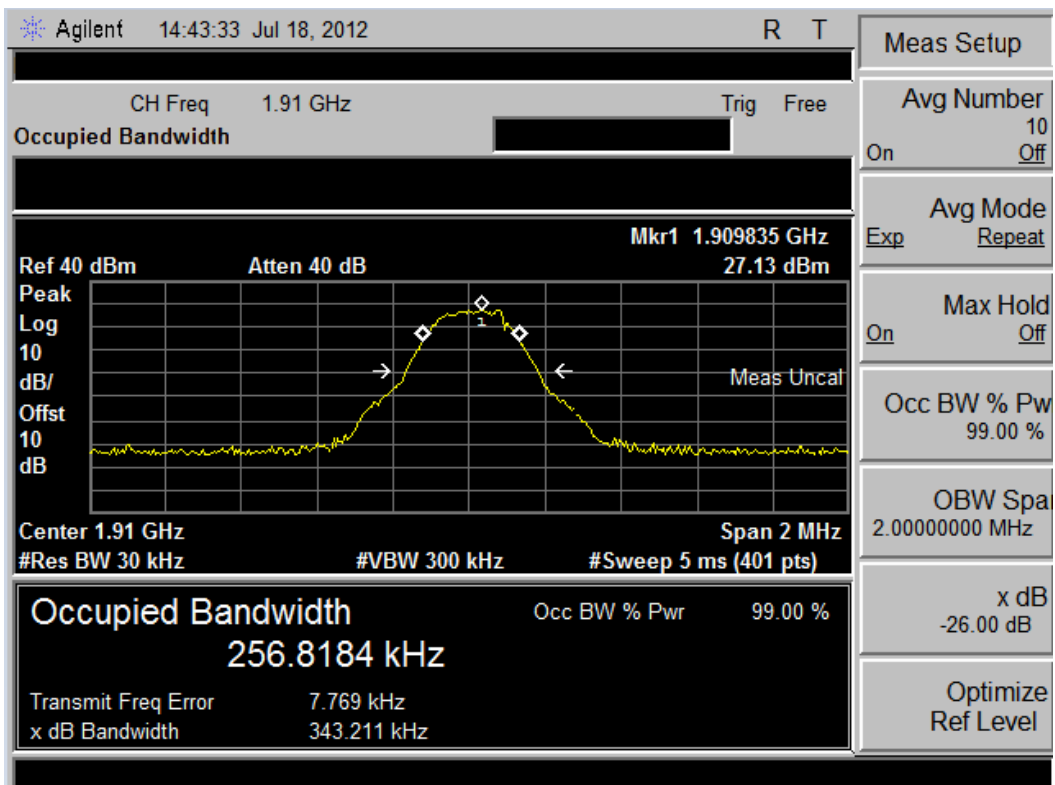 Agilent 14:43:33 Jul 18, 2012 R T
CH Freq 1.91 GHz Trig Free
Occupied Bandwidth
Mkr1 1.909835 GHz
Ref 40 dBm Atten 40 dB 27.13 dBm
Peak
Log
10
dB/
Offst
10
dB
1
Meas Uncal
Center 1.91 GHz Span 2 MHz
#Res BW 30 kHz #VBW 300 kHz #Sweep 5 ms (401 pts)
Occupied Bandwidth Occ BW % Pwr 99.00 %
256.8184 kHz
Transmit Freq Error 7.769 kHz
x dB Bandwidth 343.211 kHz
Meas Setup
Avg Number
10
On Off
Avg Mode
Exp Repeat
Max Hold
On Off
Occ BW % Pw
99.00 %
OBW Spa
2.00000000 MHz
x dB
-26.00 dB
Optimize
Ref Level